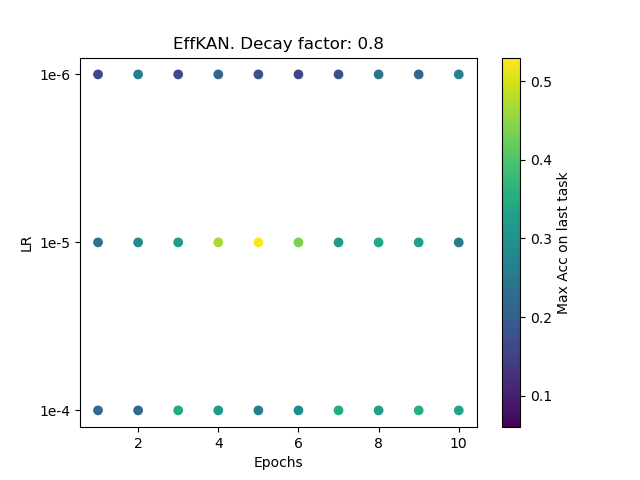 EffKAN. Decay factor: 0.8
1e-6
1e-5
1e-4
LR
2 4 6 8 10
Epochs
0.5
0.4
0.3
0.2
0.1
Max Acc on last task